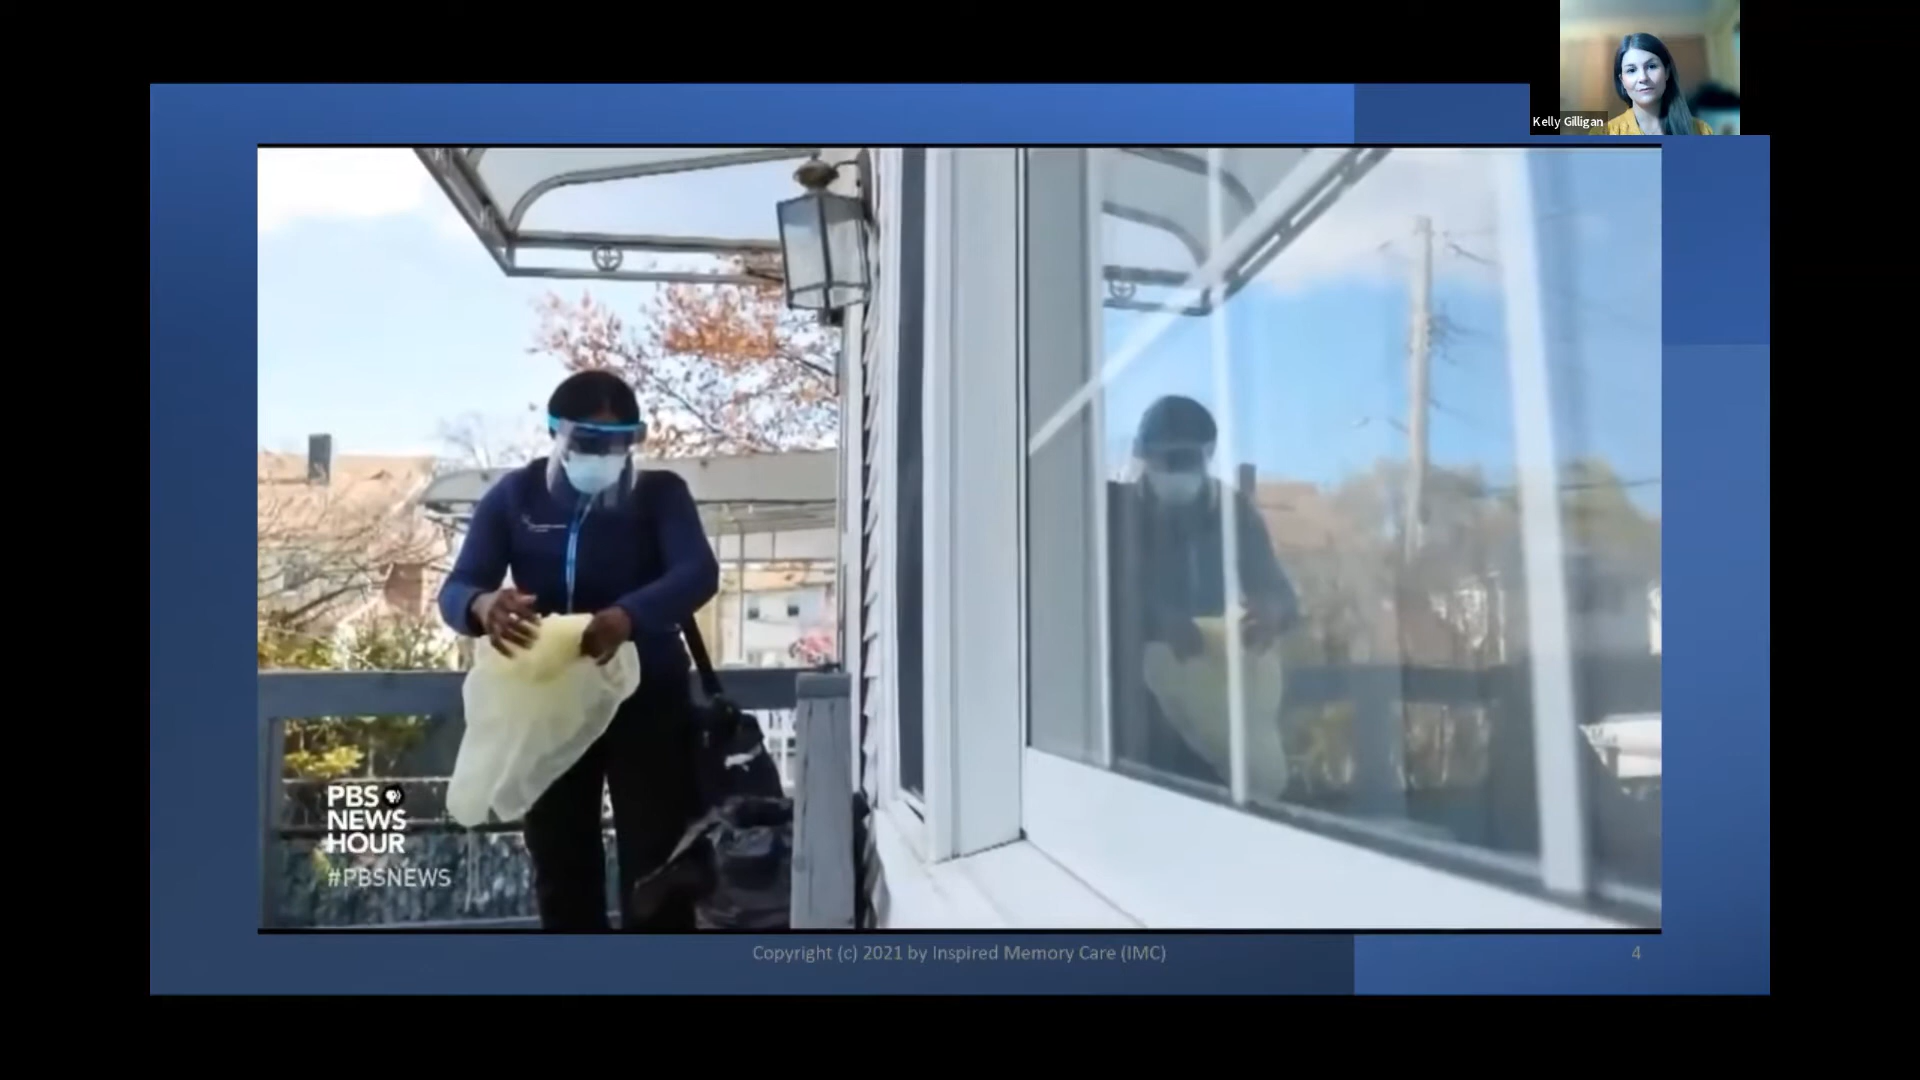 Kelly Gilligan
PBS
NEWS
HOUR
#PBSNEWS
Copyright (c) 2021 by Inspired Memory Care (IMC)
4